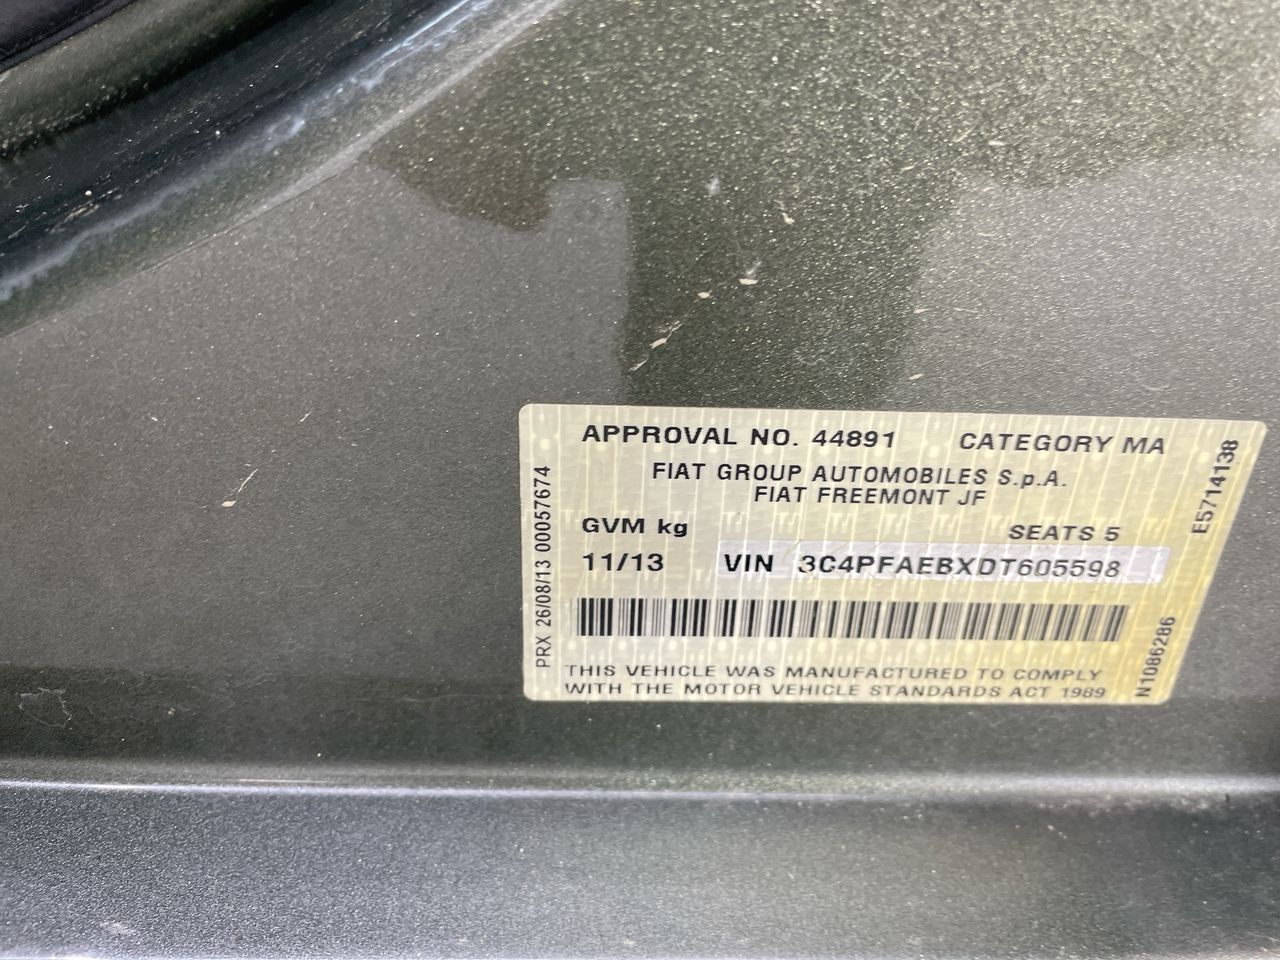 APPROVAL NO. 44891 CATEGORY MA
FIAT GROUP AUTOMOBILES S.p.A.
FIAT FREEMONT JF
GVM kg SEATS 5
11/13 VIN 3C4PFAEBXDT605598
THIS VEHICLE WAS MANUFACTURED TO COMPLY
WITH THE MOTOR VEHICLE STANDARDS ACT 1989
PRX 26/08/13 00057674
E5714138
N1086286